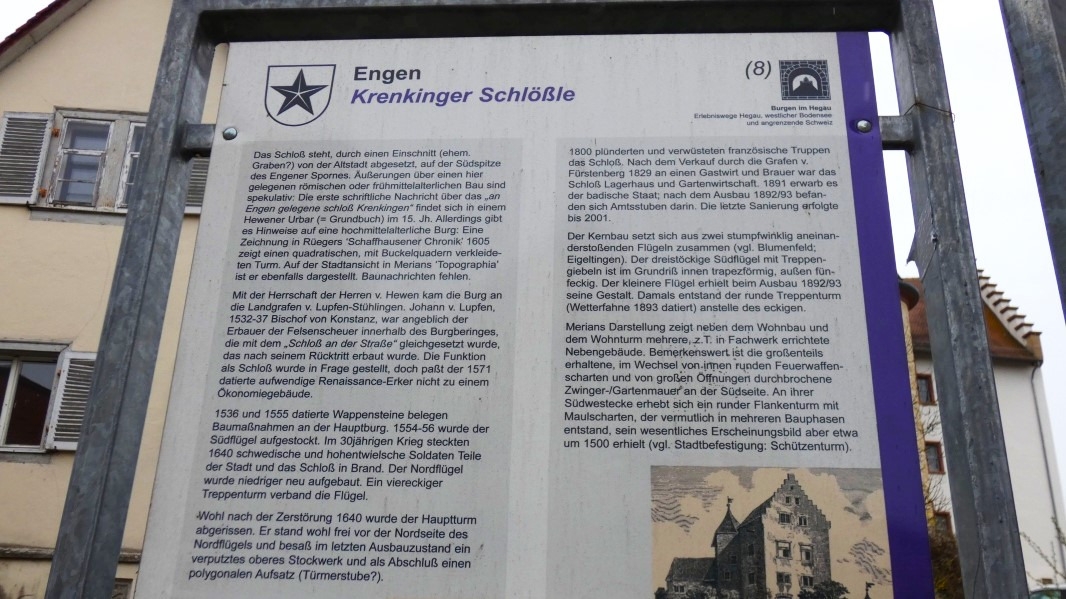 Engen
Krenkinger Schlößle
(8)
Burgen im Hegau
Erlebniswege Hegau, westlicher Bodensee
und angrenzende Schweiz
Das Schloß steht, durch einen Einschnitt (ehem.
Graben?) von der Altstadt abgesetzt, auf der Südspitze
des Engener Spornes. Äußerungen über einen hier
gelegenen römischen oder frühmittelalterlichen Bau sind
spekulativ: Die erste schriftliche Nachricht über das „an
Engen gelegene schloß Krenkingen" findet sich in einem
Hewener Urbar (= Grundbuch) im 15. Jh. Allerdings gibt
es Hinweise auf eine hochmittelalterliche Burg: Eine
Zeichnung in Rüegers 'Schaffhausener Chronik' 1605
zeigt einen quadratischen, mit Buckelquadern verkleide-
ten Turm. Auf der Stadtansicht in Merians 'Topographia'
ist er ebenfalls dargestellt. Baunachrichten fehlen.
Mit der Herrschaft der Herren v. Hewen kam die Burg an
die Landgrafen v. Lupfen-Stühlingen. Johann v. Lupfen,
1532-37 Bischof von Konstanz, war angeblich der
Erbauer der Felsenscheuer innerhalb des Burgberinges,
die mit dem „Schloß an der Straße" gleichgesetzt wurde,
das nach seinem Rücktritt erbaut wurde. Die Funktion
als Schloß wurde in Frage gestellt, doch paßt der 1571
datierte aufwendige Renaissance-Erker nicht zu einem
Ökonomiegebäude.
1536 und 1555 datierte Wappensteine belegen
Baumaßnahmen an der Hauptburg. 1554-56 wurde der
Südflügel aufgestockt. Im 30jährigen Krieg steckten
1640 schwedische und hohentwielsche Soldaten Teile
der Stadt und das Schloß in Brand. Der Nordflügel
wurde niedriger neu aufgebaut. Ein viereckiger
Treppenturm verband die Flügel.
Wohl nach der Zerstörung 1640 wurde der Hauptturm
abgerissen. Er stand wohl frei vor der Nordseite des
Nordflügels und besaß im letzten Ausbauzustand ein
verputztes oberes Stockwerk und als Abschluß einen
polygonalen Aufsatz (Türmerstube?).
1800 plünderten und verwüsteten französische Truppen
das Schloß. Nach dem Verkauf durch die Grafen v.
Fürstenberg 1829 an einen Gastwirt und Brauer war das
Schloß Lagerhaus und Gartenwirtschaft. 1891 erwarb es
der badische Staat; nach dem Ausbau 1892/93 befan-
den sich Amtsstuben darin. Die letzte Sanierung erfolgte
bis 2001.
Der Kernbau setzt sich aus zwei stumpfwinklig aneinan-
derstoßenden Flügeln zusammen (vgl. Blumenfeld;
Eigeltingen). Der dreistöckige Südflügel mit Treppen-
giebeln ist im Grundriß innen trapezförmig, außen fün-
feckig. Der kleinere Flügel erhielt beim Ausbau 1892/93
seine Gestalt. Damals entstand der runde Treppenturm
(Wetterfahne 1893 datiert) anstelle des eckigen.
Merians Darstellung zeigt neben dem Wohnbau und
dem Wohnturm mehrere, z.T. in Fachwerk errichtete
Nebengebäude. Bemerkenswert ist die großenteils
erhaltene, im Wechsel von innen runden Feuerwaffen-
scharten und von großen Öffnungen durchbrochene
Zwinger-/Gartenmauer an der Südseite. An ihrer
Südwestecke erhebt sich ein runder Flankenturm mit
Maulscharten, der vermutlich in mehreren Bauphasen
entstand, sein wesentliches Erscheinungsbild aber etwa
um 1500 erhielt (vgl. Stadtbefestigung: Schützenturm).